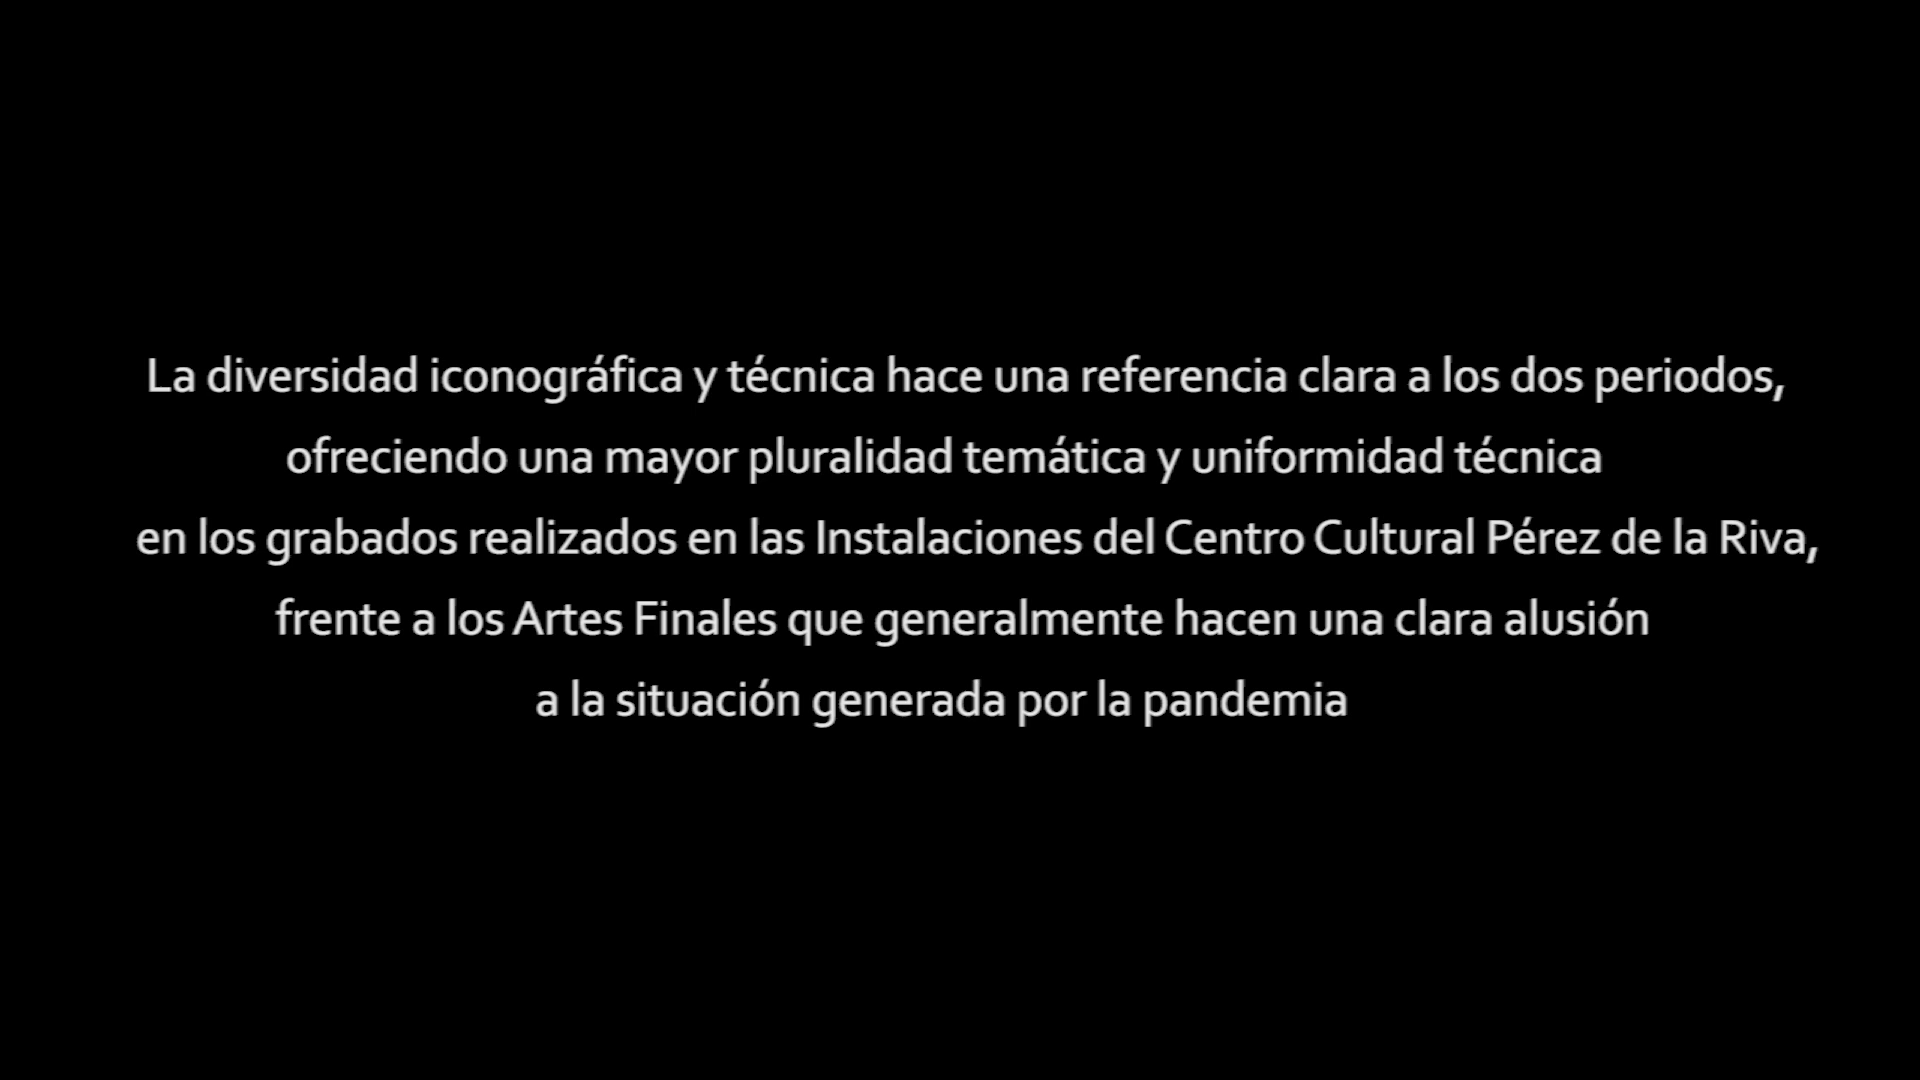 La diversidad iconográfica y técnica hace una referencia clara a los dos periodos,
ofreciendo una mayor pluralidad temática y uniformidad técnica
en los grabados realizados en las Instalaciones del Centro Cultural Pérez de la Riva,
frente a los Artes Finales que generalmente hacen una clara alusión
a la situación generada por la pandemia